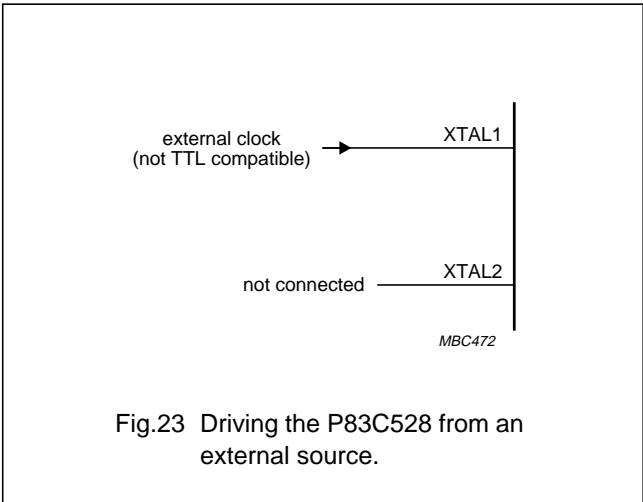 external clock
(not TTL compatible)
XTAL1
not connected
XTAL2
MBC472
Fig.23 Driving the P83C528 from an
external source.